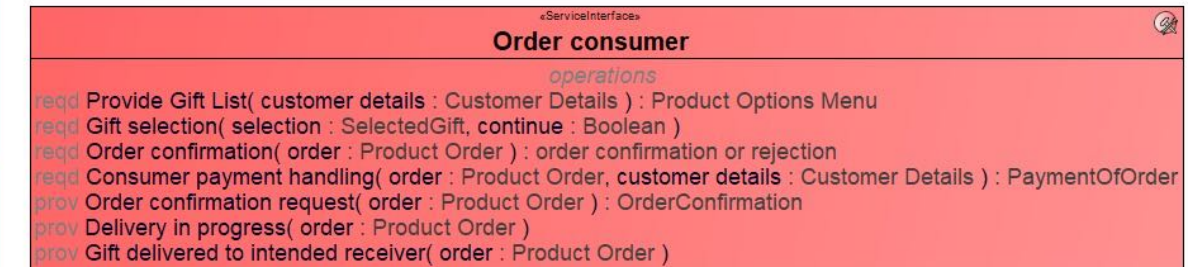 «ServiceInterface»
Order consumer
operations
reqd Provide Gift List( customer details : Customer Details ) : Product Options Menu
reqd Gift selection( selection : SelectedGift, continue : Boolean )
reqd Order confirmation( order : Product Order ) : order confirmation or rejection
reqd Consumer payment handling( order : Product Order, customer details : Customer Details ) : PaymentOfOrder
prov Order confirmation request( order : Product Order ) : OrderConfirmation
prov Delivery in progress( order : Product Order )
prov Gift delivered to intended receiver( order : Product Order )